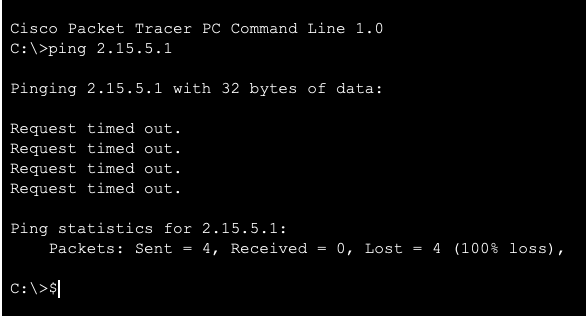 Cisco Packet Tracer PC Command Line 1.0
C:\>ping 2.15.5.1
Pinging 2.15.5.1 with 32 bytes of data:
Request timed out.
Request timed out.
Request timed out.
Request timed out.
Ping statistics for 2.15.5.1:
Packets: Sent = 4, Received = 0, Lost = 4 (100% loss),
C:\>$